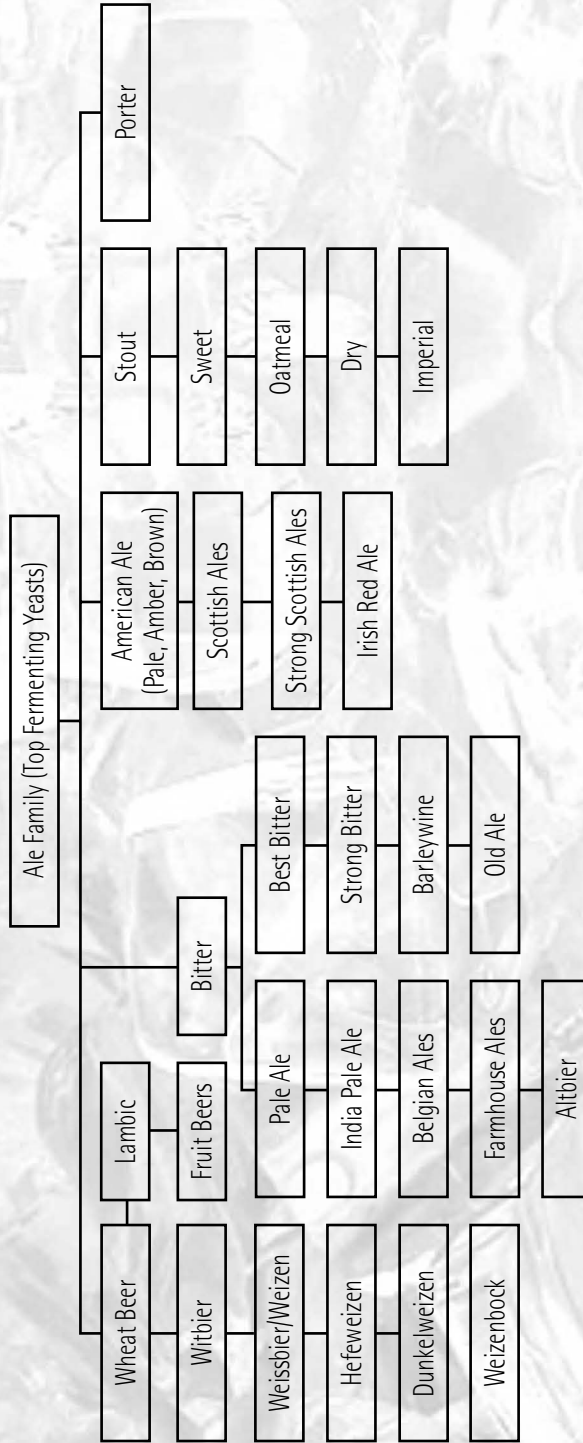 Ale Family (Top Fermenting Yeasts)
Wheat Beer
Witbier
Weissbier/Weizen
Hefeweizen
Dunkelweizen
Weizenbock
Lambic
Fruit Beers
Bitter
Pale Ale
India Pale Ale
Belgian Ales
Farmhouse Ales
Altbier
Best Bitter
Strong Bitter
Barleywine
Old Ale
American Ale
(Pale, Amber, Brown)
Scottish Ales
Strong Scottish Ales
Irish Red Ale
Stout
Sweet
Oatmeal
Dry
Imperial
Porter